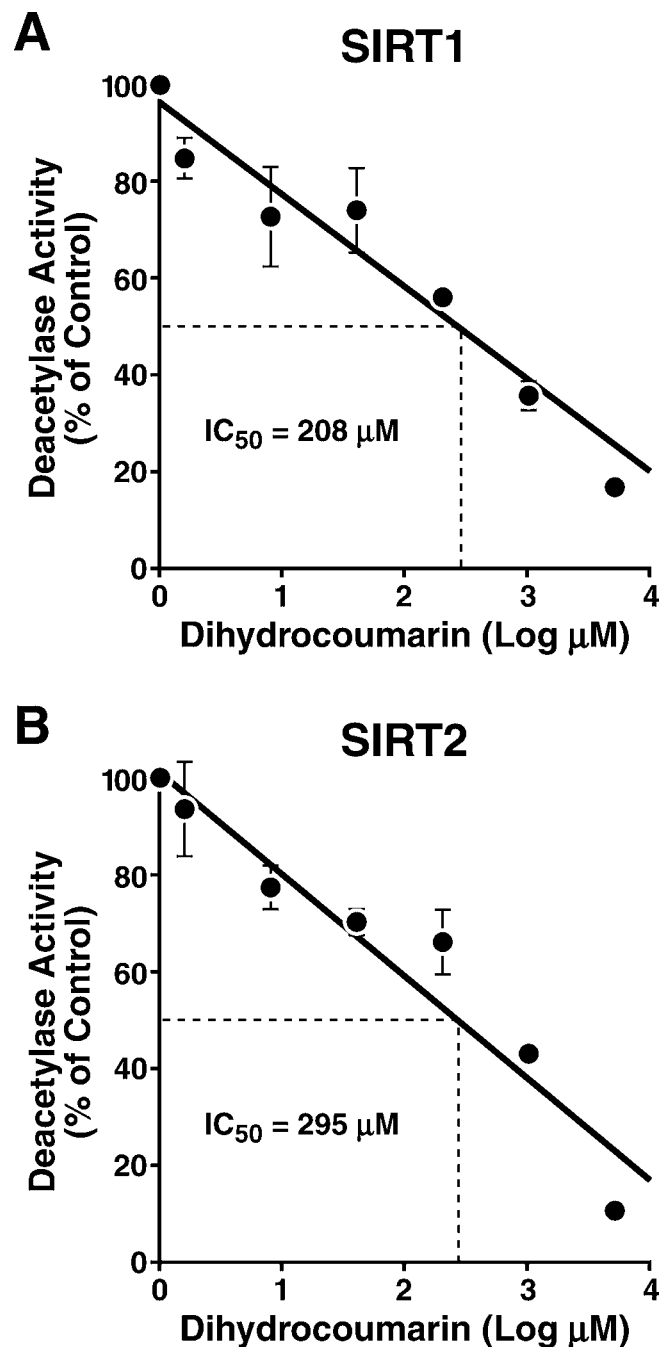 A
SIRT1
Deacetylase Activity
(% of Control)
100
80
60
40
20
0
IC50 = 208 μM
0 1 2 3 4
Dihydrocoumarin (Log μM)
B
SIRT2
Deacetylase Activity
(% of Control)
100
80
60
40
20
0
IC50 = 295 μM
0 1 2 3 4
Dihydrocoumarin (Log μM)